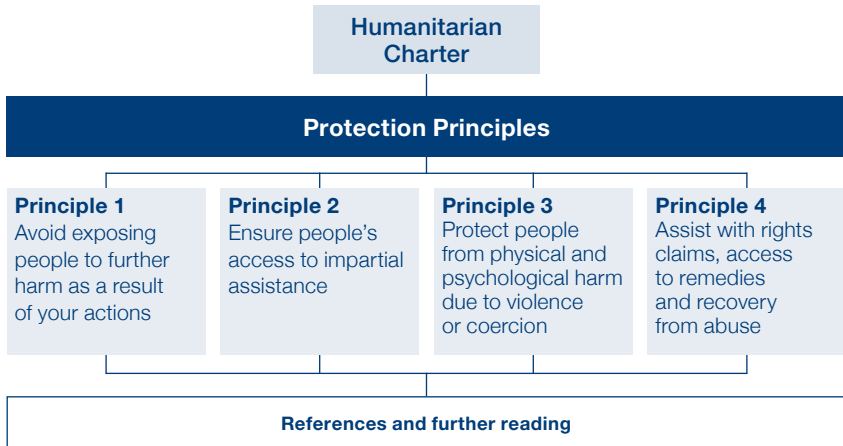 Humanitarian
Charter
Protection Principles
Principle 1
Avoid exposing
people to further
harm as a result
of your actions
Principle 2
Ensure people’s
access to impartial
assistance
Principle 3
Protect people
from physical and
psychological harm
due to violence
or coercion
Principle 4
Assist with rights
claims, access
to remedies
and recovery
from abuse
References and further reading